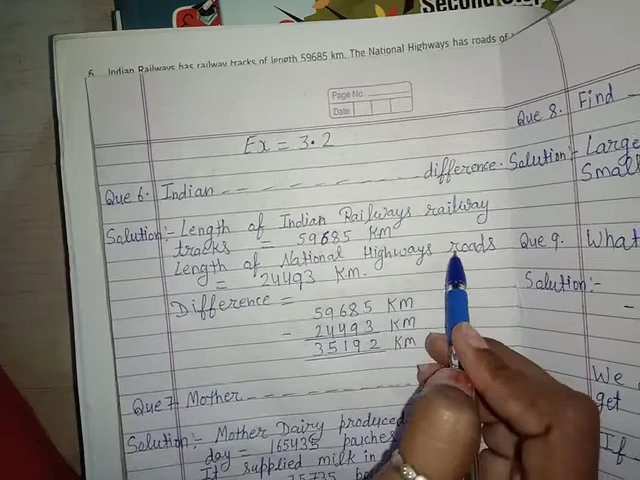 Second Step
6. Indian Railways has railway tracks of length 59685 km. The National Highways has roads of
Page No.
Date
Ex = 3.2
Que 6. Indian ---------- difference.
Solution:- Length of Indian Railways railway
tracks = 59685 KM
Length of National Highways roads
= 24493 KM.
Difference =
59685 KM
- 24493 KM
35192 KM
Que 7 Mother ----------
Solution:- Mother Dairy produced
day = 165435
It supplied milk in
75735
Que 8. Find -
Solution:- Large
Small
Que 9. What
Solution:-
-
We
get
If